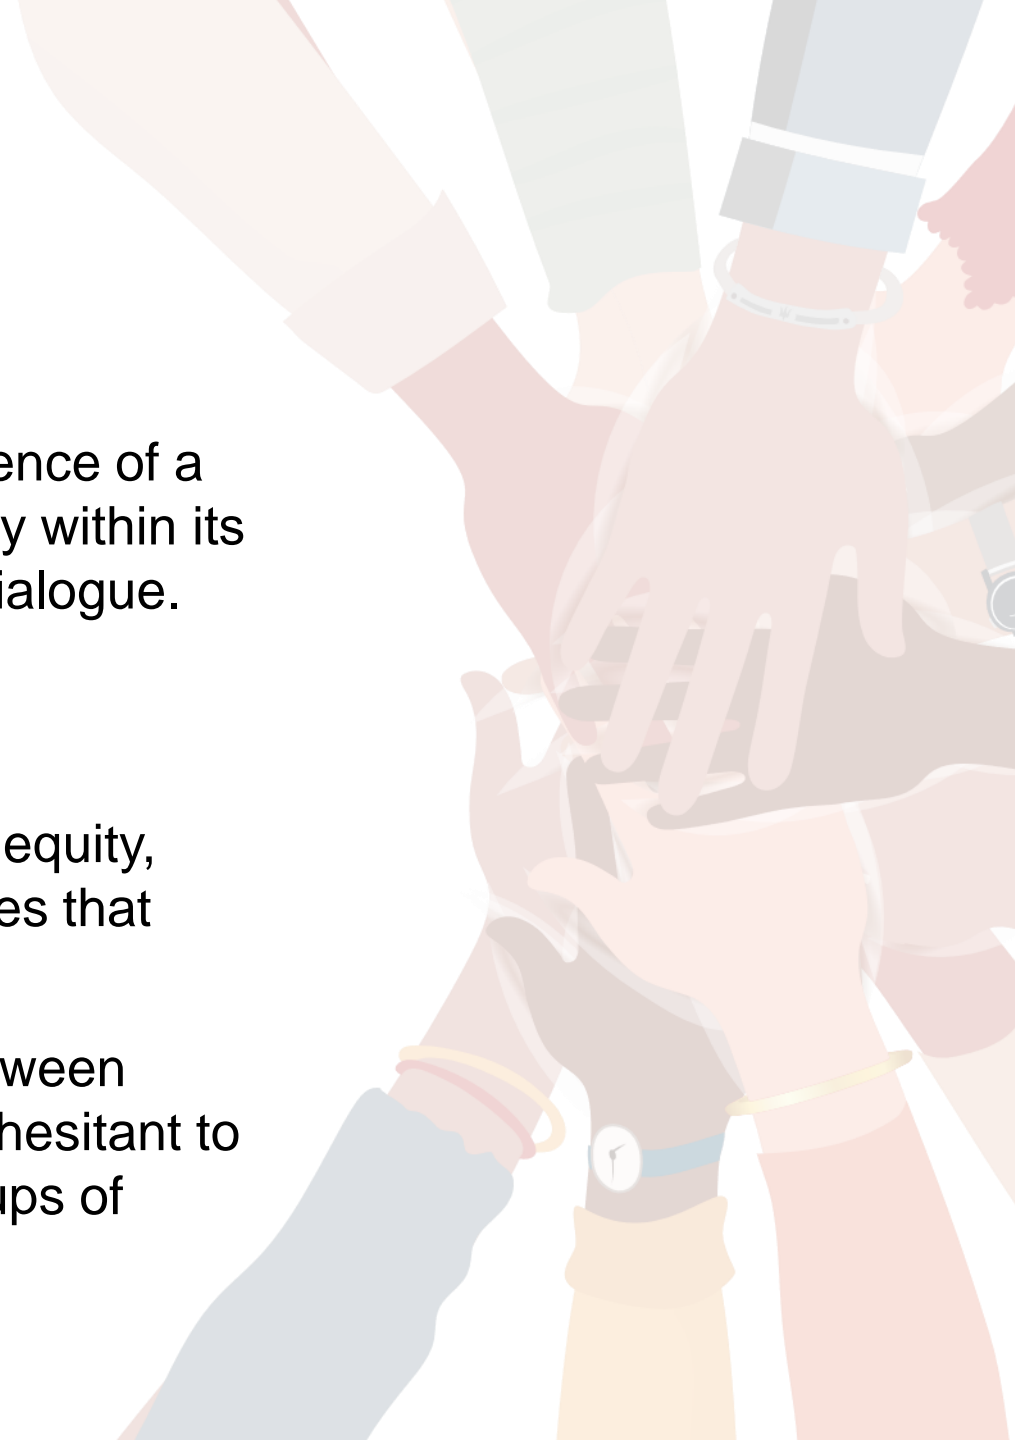 ence of a
y within its
ialogue.
equity,
es that
ween
hesitant to
ups of